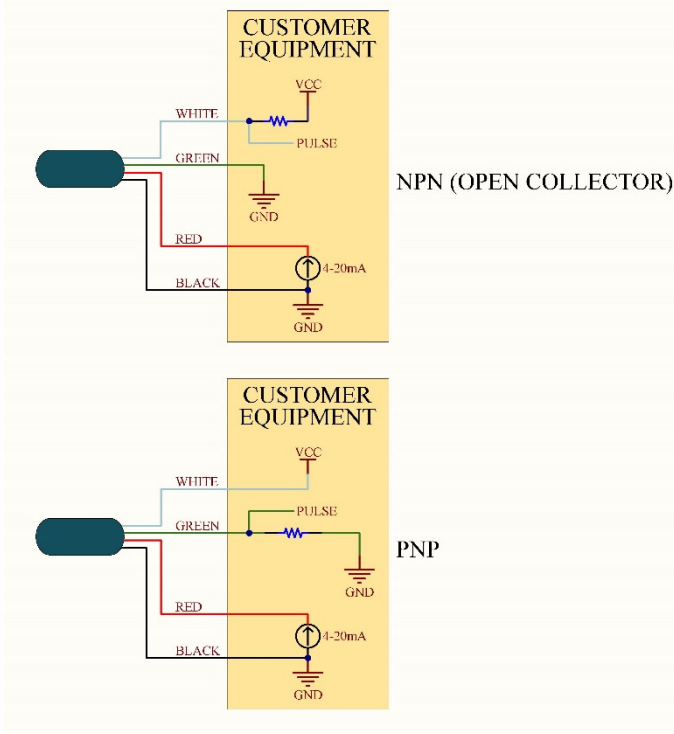 CUSTOMER
EQUIPMENT
VCC
WHITE
PULSE
GREEN
NPN (OPEN COLLECTOR)
GND
RED
4-20mA
BLACK
GND
CUSTOMER
EQUIPMENT
VCC
WHITE
PULSE
GREEN
PNP
GND
RED
4-20mA
BLACK
GND